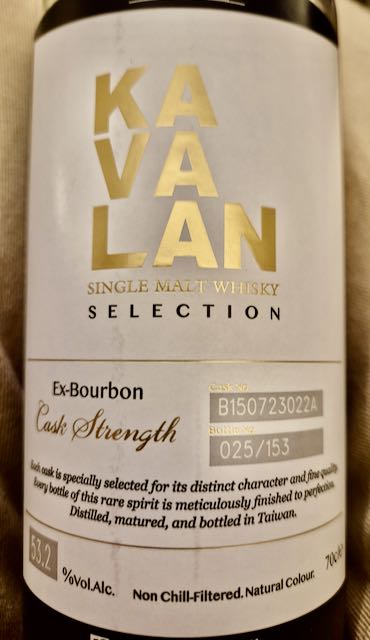 KA
VA
LAN
SINGLE MALT WHISKY
SELECTION
Ex-Bourbon
Cask Strength
Cask No.
B150723022A
Bottle No.
025/153
Each cask is specially selected for its distinct character and fine quality.
Every bottle of this rare spirit is meticulously finished to perfection.
Distilled, matured, and bottled in Taiwan.
53.2 %Vol.Alc.
Non Chill-Filtered. Natural Colour.